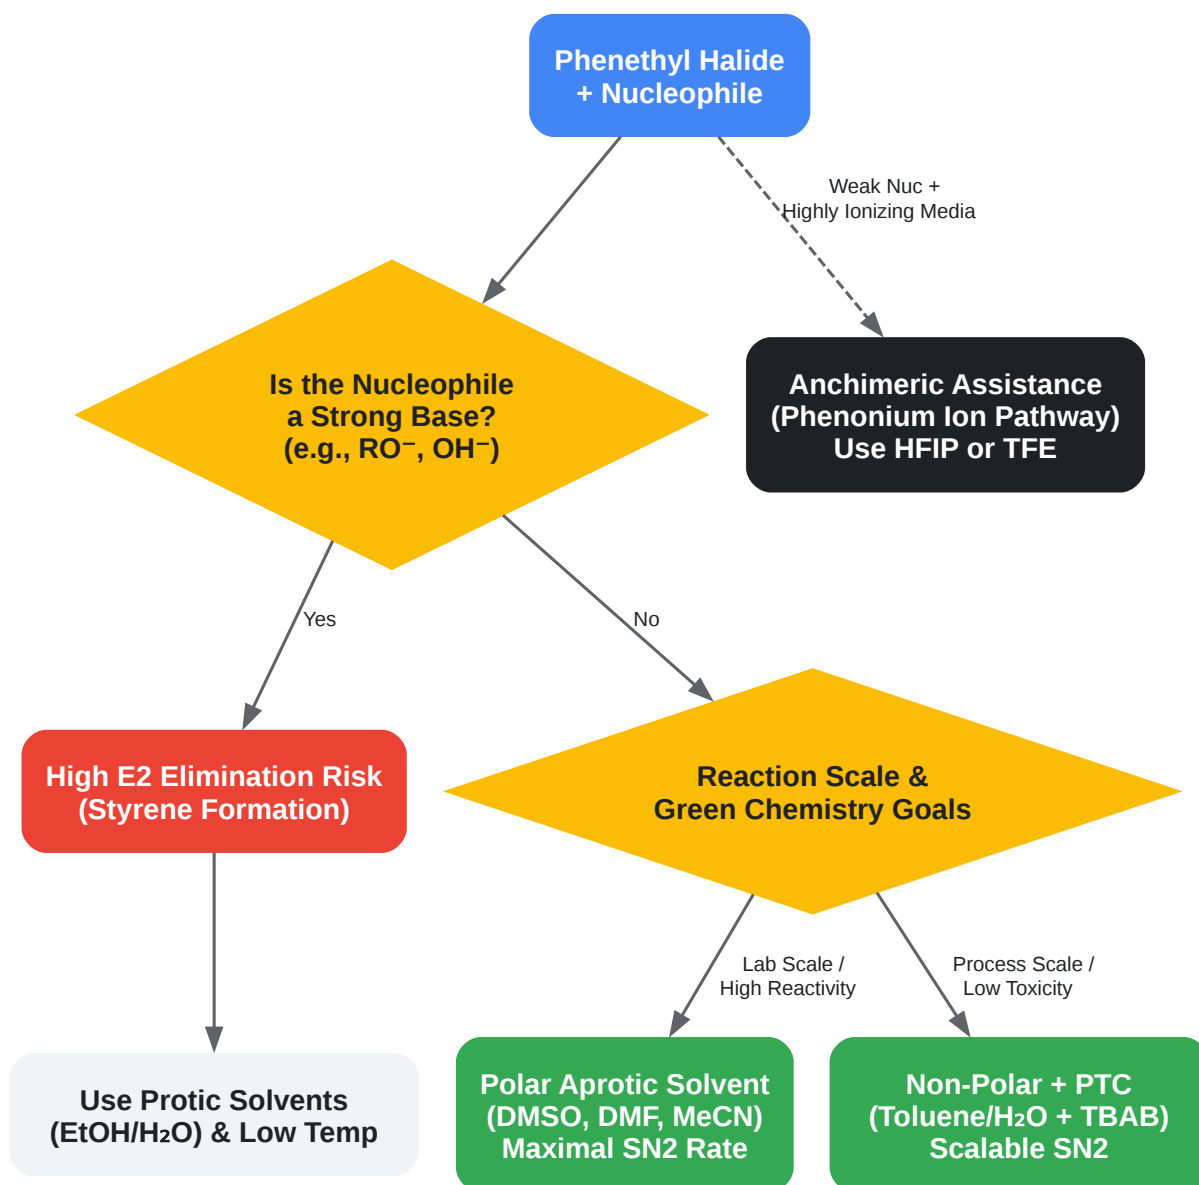 Phenethyl Halide
+ Nucleophile
Weak Nuc +
Highly Ionizing Media
Is the Nucleophile
a Strong Base?
(e.g., RO⁻, OH⁻)
Anchimeric Assistance
(Phenonium Ion Pathway)
Use HFIP or TFE
Yes
No
High E2 Elimination Risk
(Styrene Formation)
Reaction Scale &
Green Chemistry Goals
Lab Scale /
High Reactivity
Process Scale /
Low Toxicity
Use Protic Solvents
(EtOH/H₂O) & Low Temp
Polar Aprotic Solvent
(DMSO, DMF, MeCN)
Maximal SN2 Rate
Non-Polar + PTC
(Toluene/H₂O + TBAB)
Scalable SN2